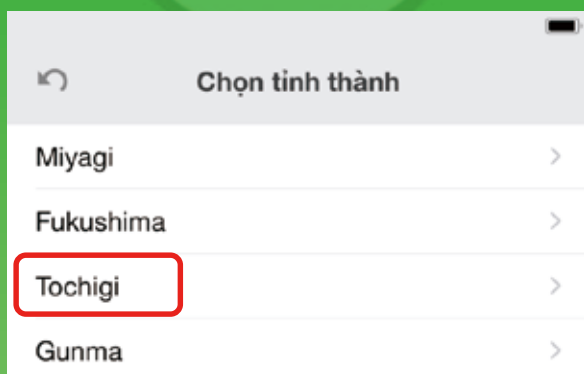 Chọn tỉnh thành
Miyagi
Fukushima
Tochigi
Gunma